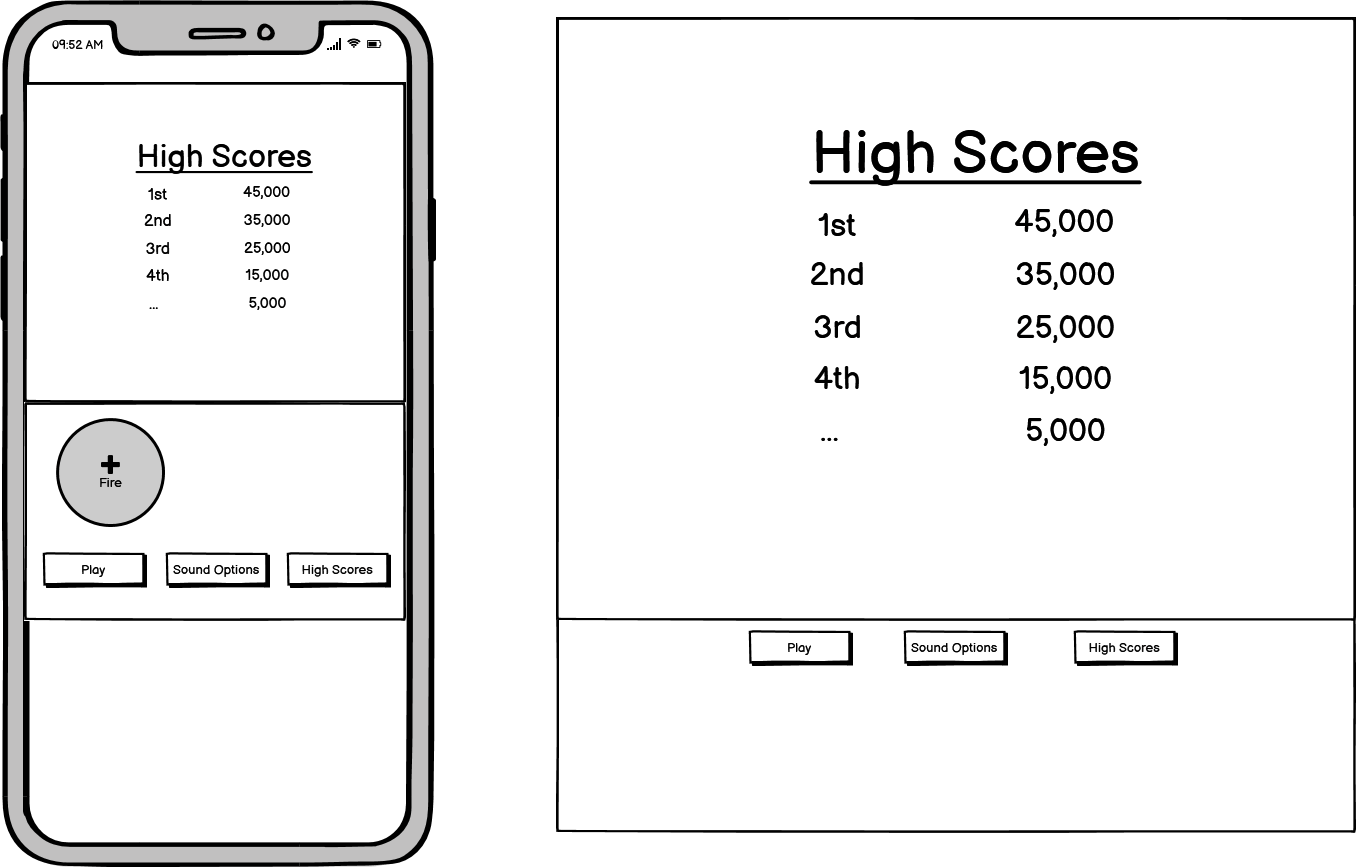 09:52 AM
High Scores
1st 45,000
2nd 35,000
3rd 25,000
4th 15,000
... 5,000
Fire
Play Sound Options High Scores
High Scores
1st 45,000
2nd 35,000
3rd 25,000
4th 15,000
... 5,000
Play Sound Options High Scores